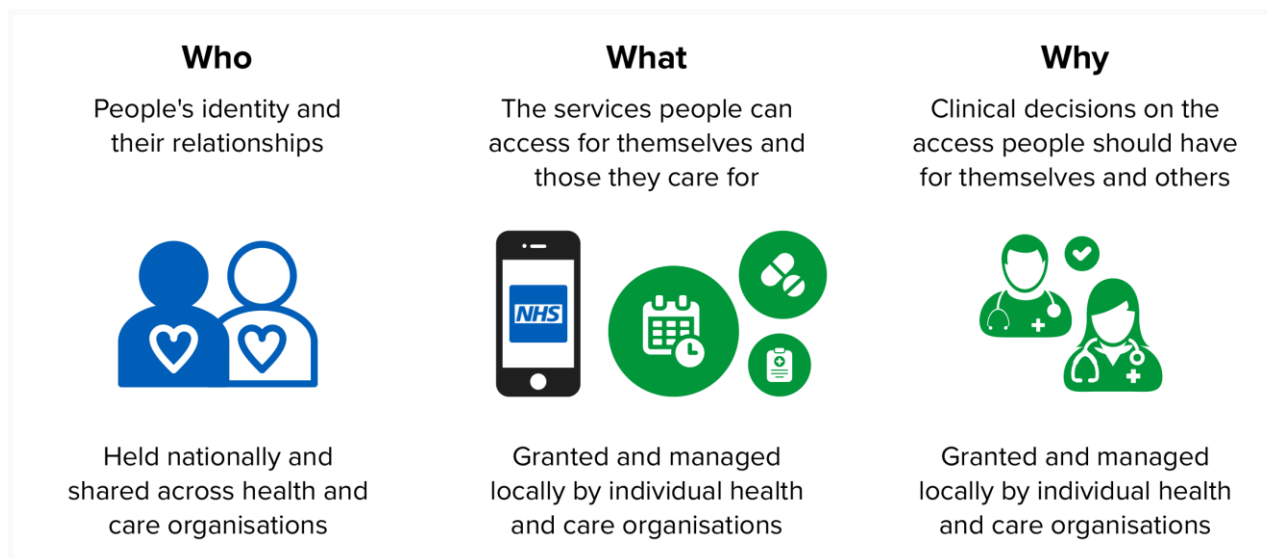 Who
People's identity and
their relationships
Held nationally and
shared across health and
care organisations
What
The services people can
access for themselves and
those they care for
NHS
Granted and managed
locally by individual health
and care organisations
Why
Clinical decisions on the
access people should have
for themselves and others
Granted and managed
locally by individual health
and care organisations